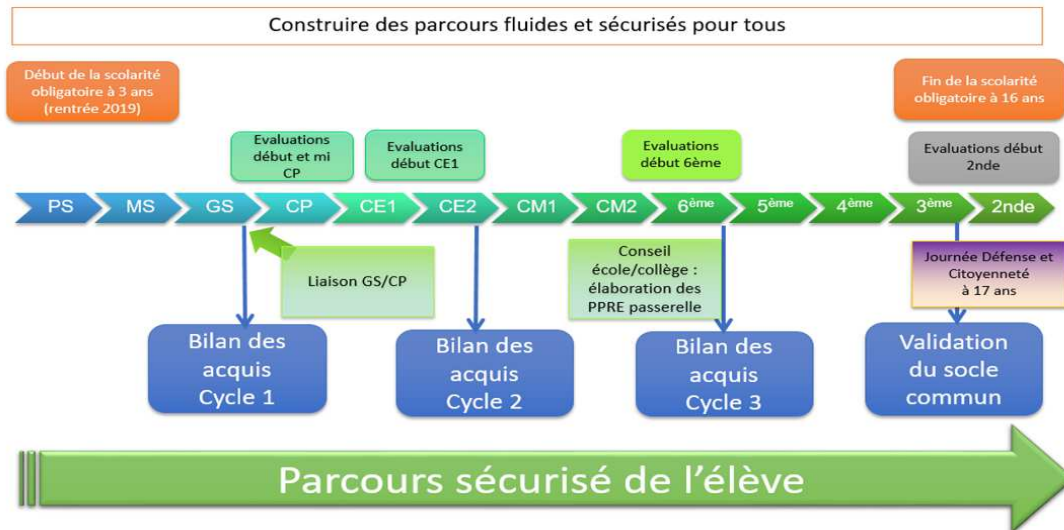 Construire des parcours fluides et sécurisés pour tous
Début de la scolarité
obligatoire à 3 ans
(rentrée 2019)
Fin de la scolarité
obligatoire à 16 ans
Evaluations
début et mi
CP
Evaluations
début CE1
Evaluations
début 6ème
Evaluations début
2nde
PS MS GS CP CE1 CE2 CM1 CM2 6ème 5ème 4ème 3ème 2nde
Liaison GS/CP
Conseil
école/collège :
élaboration des
PPRE passerelle
Journée Défense et
Citoyenneté
à 17 ans
Bilan des
acquis
Cycle 1
Bilan des
acquis
Cycle 2
Bilan des
acquis
Cycle 3
Validation
du socle
commun
Parcours sécurisé de l'élève